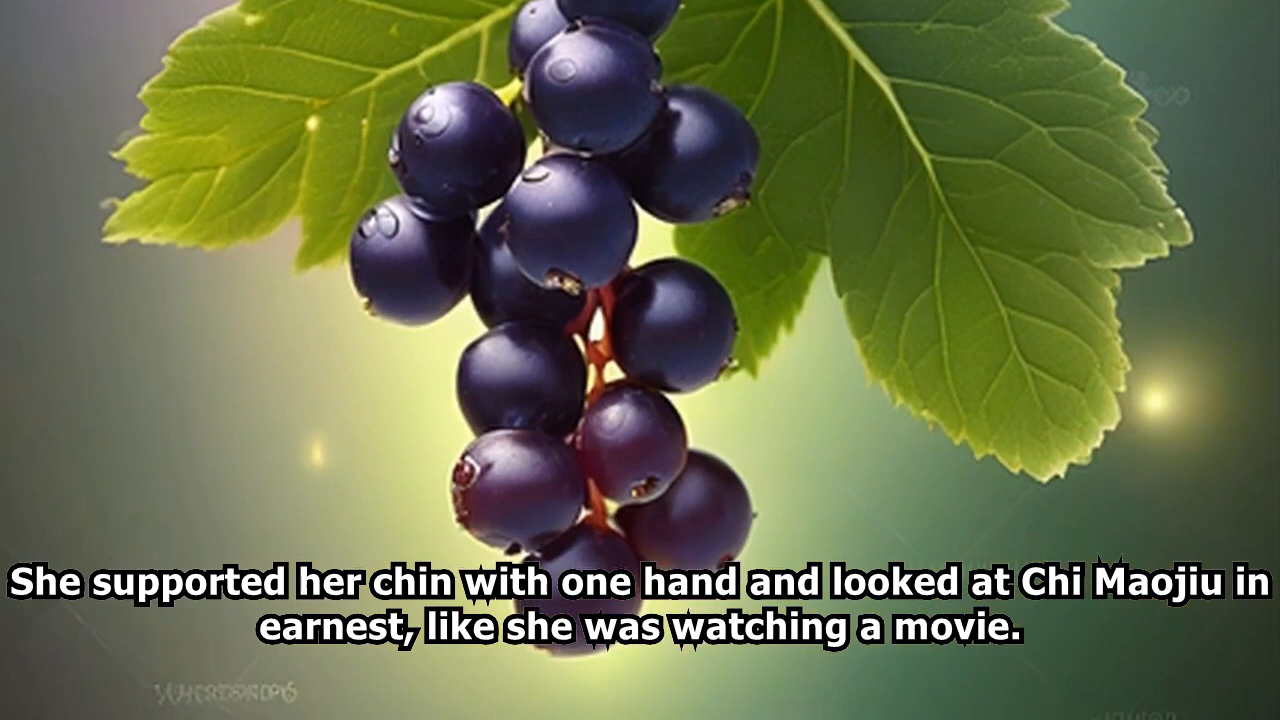 She supported her chin with one hand and looked at Chi Maojiu in
earnest, like she was watching a movie.